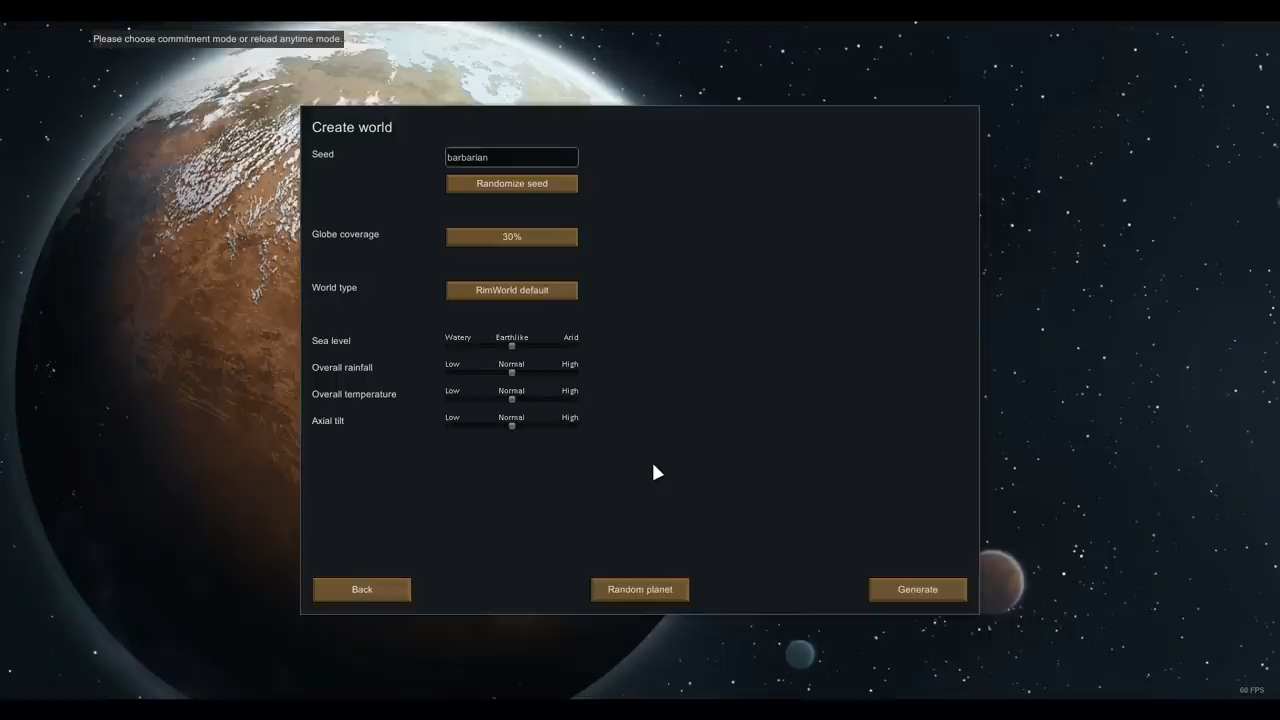 Please choose commitment mode or reload anytime mode.
Create world
Seed barbarian
Randomize seed
Globe coverage 30%
World type RimWorld default
Sea level Watery Earthlike Arid
Overall rainfall Low Normal High
Overall temperature Low Normal High
Axial tilt Low Normal High
Back Random planet Generate
60 FPS